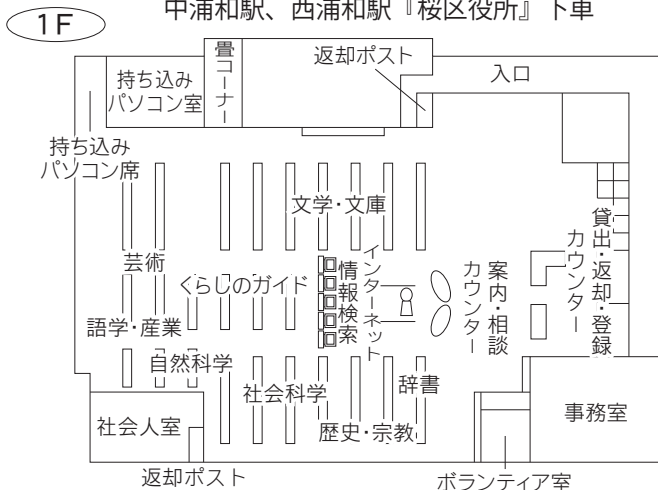 中浦和駅、西浦和駅『桜区役所』下車
1F
畳コーナー
返却ポスト
入口
持ち込み
パソコン室
持ち込み
パソコン席
文学・文庫
芸術
くらしのガイド
インターネット
情報検索
案内・相談
カウンター
貸出・返却・登録
カウンター
語学・産業
自然科学
社会科学
辞書
歴史・宗教
社会人室
事務室
返却ポスト
ボランティア室